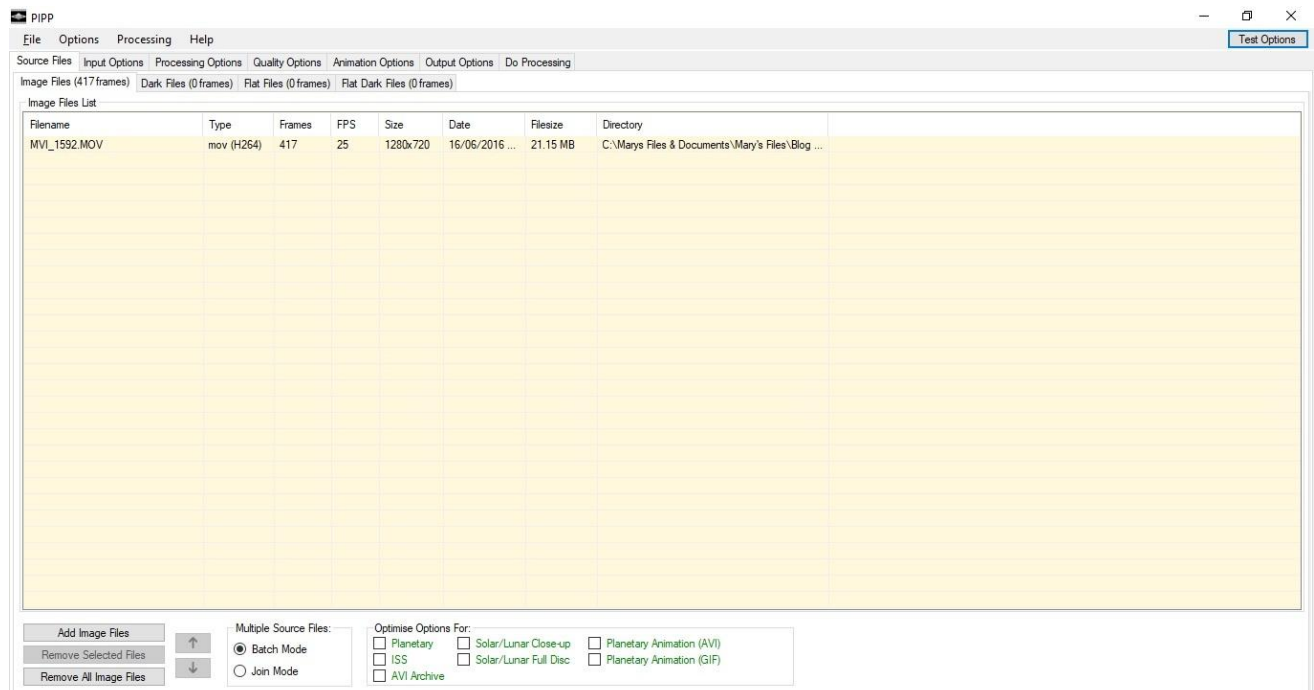 PIPP
File Options Processing Help Test Options
Source Files Input Options Processing Options Quality Options Animation Options Output Options Do Processing
Image Files (417 frames) Dark Files (0 frames) Flat Files (0 frames) Flat Dark Files (0 frames)
Image Files List
Filename Type Frames FPS Size Date Filesize Directory
MVI_1592.MOV mov (H264) 417 25 1280x720 16/06/2016 ... 21.15 MB C:\Marys Files & Documents\Mary's Files\Blog ...
Add Image Files
Remove Selected Files
Remove All Image Files
Multiple Source Files:
Batch Mode
Join Mode
Optimise Options For:
Planetary Solar/Lunar Close-up Planetary Animation (AVI)
ISS Solar/Lunar Full Disc Planetary Animation (GIF)
AVI Archive